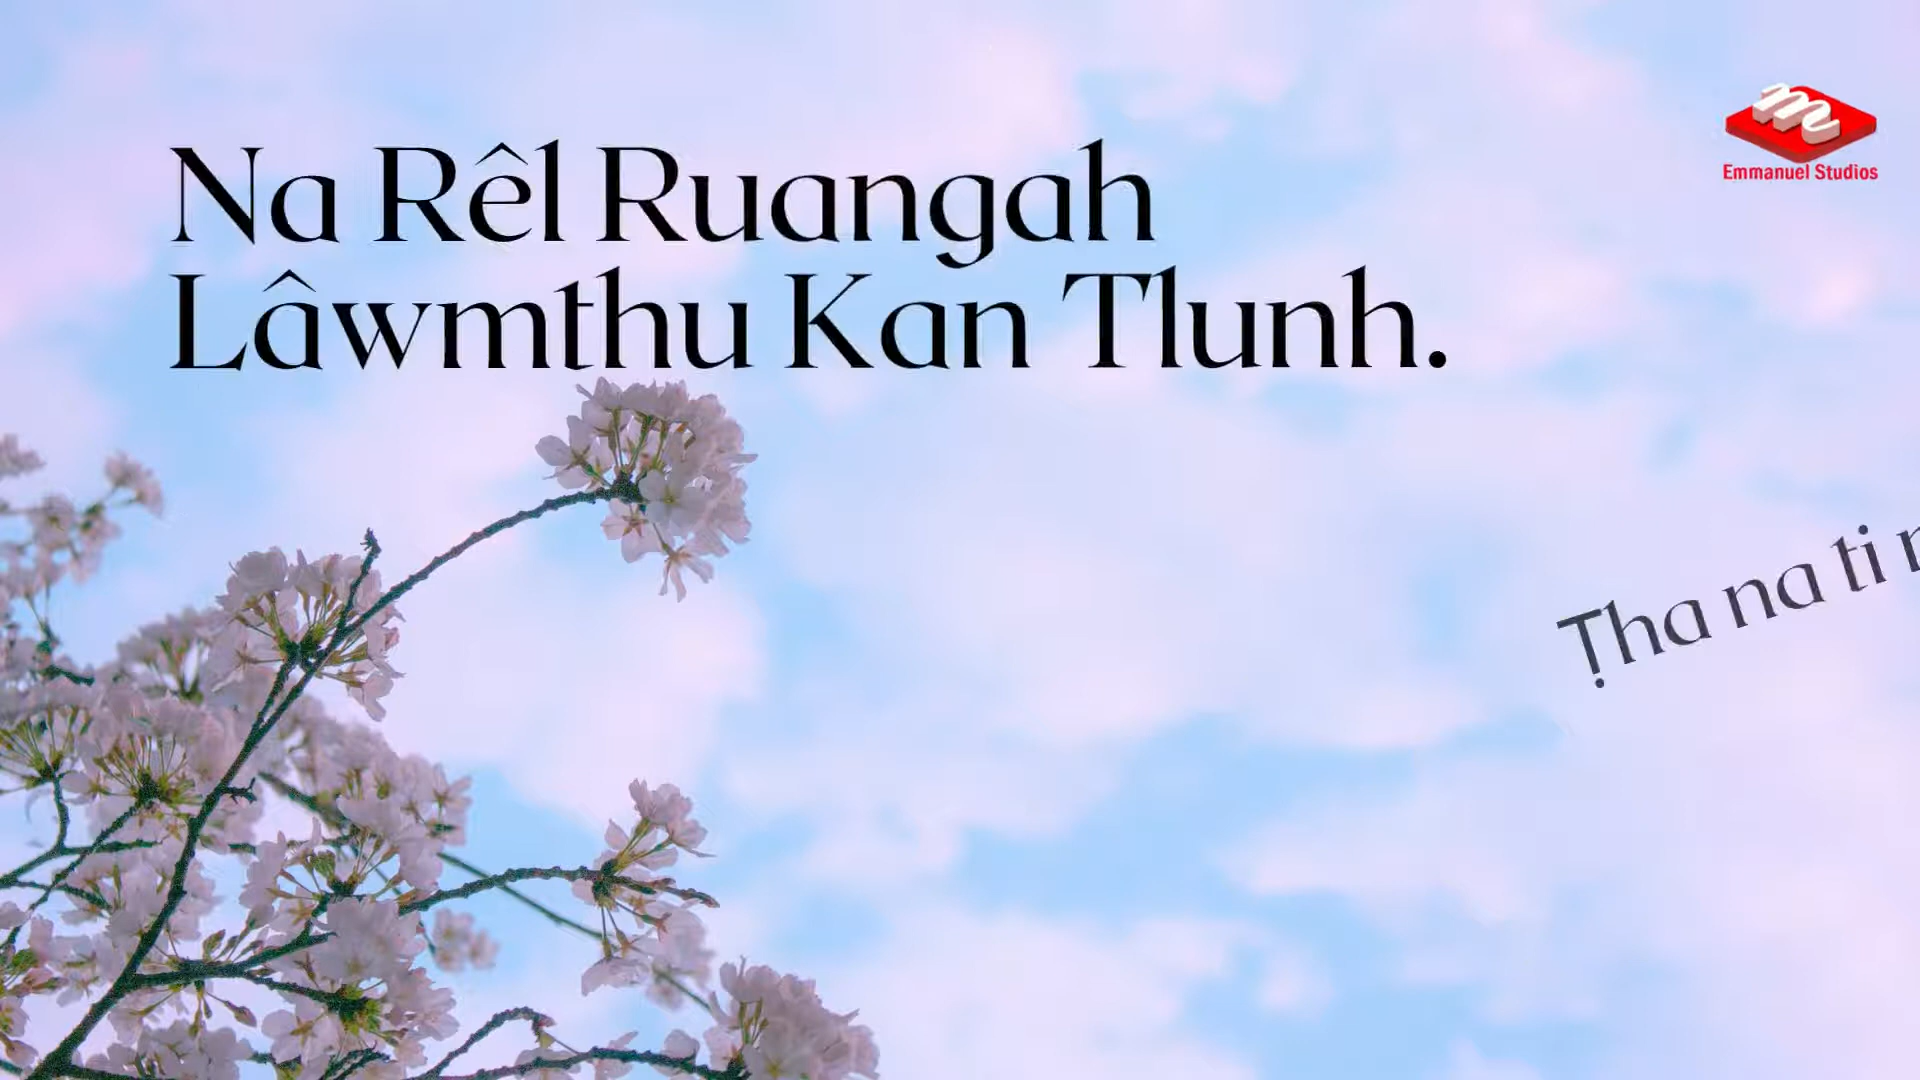 Na Rêl Ruangah
Lâwmthu Kan Tlunh.
Emmanuel Studios
Ṭha na ti